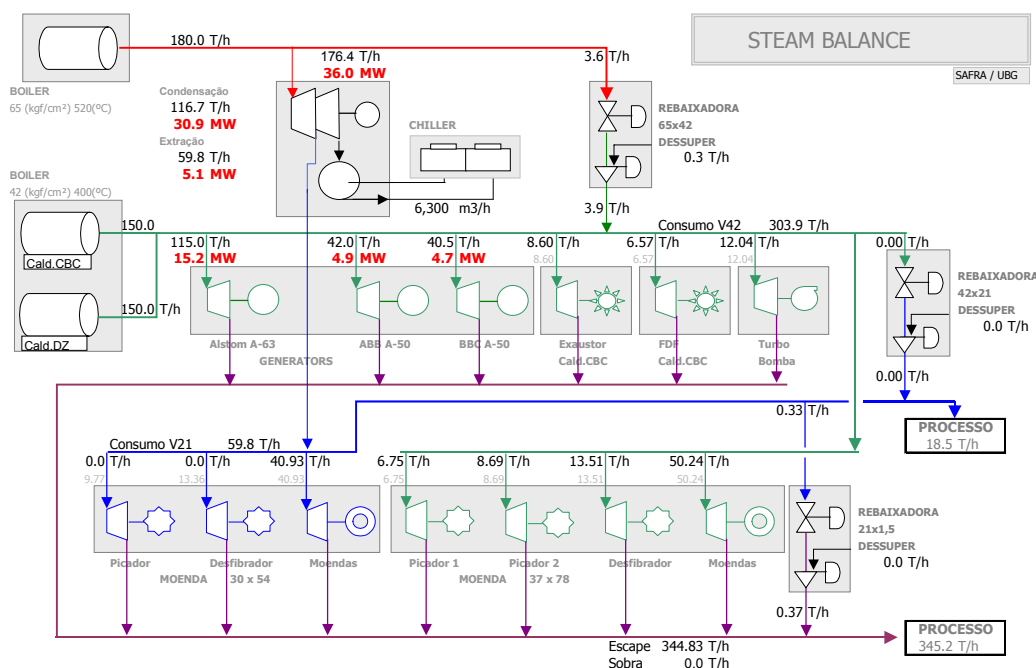 STEAM BALANCE
SAFRA / UBG
180.0 T/h
176.4 T/h
36.0 MW
3.6 T/h
BOILER
65 (kgf/cm²) 520(ºC)
Condensação
116.7 T/h
30.9 MW
Extração
59.8 T/h
5.1 MW
CHILLER
6,300 m3/h
REBAIXADORA
65x42
DESSUPER
0.3 T/h
3.9 T/h
BOILER
42 (kgf/cm²) 400(ºC)
150.0
Cald.CBC
150.0 T/h
Cald.DZ
Consumo V42 303.9 T/h
115.0 T/h
15.2 MW
42.0 T/h
4.9 MW
40.5 T/h
4.7 MW
8.60 T/h
8.60
6.57 T/h
6.57
12.04 T/h
12.04
0.00 T/h
REBAIXADORA
42x21
DESSUPER
0.0 T/h
0.00 T/h
Alstom A-63
ABB A-50
BBC A-50
GENERATORS
Exaustor
Cald.CBC
FDF
Cald.CBC
Turbo
Bomba
PROCESSO
18.5 T/h
0.33 T/h
Consumo V21 59.8 T/h
0.0 T/h
9.77
0.0 T/h
13.36
40.93 T/h
40.93
6.75 T/h
6.75
8.69 T/h
8.69
13.51 T/h
13.51
50.24 T/h
50.24
REBAIXADORA
21x1,5
DESSUPER
0.0 T/h
Picador
Desfibrador
Moendas
MOENDA 30 x 54
Picador 1
Picador 2
Desfibrador
Moendas
MOENDA 37 x 78
0.37 T/h
Escape 344.83 T/h
Sobra 0.0 T/h
PROCESSO
345.2 T/h